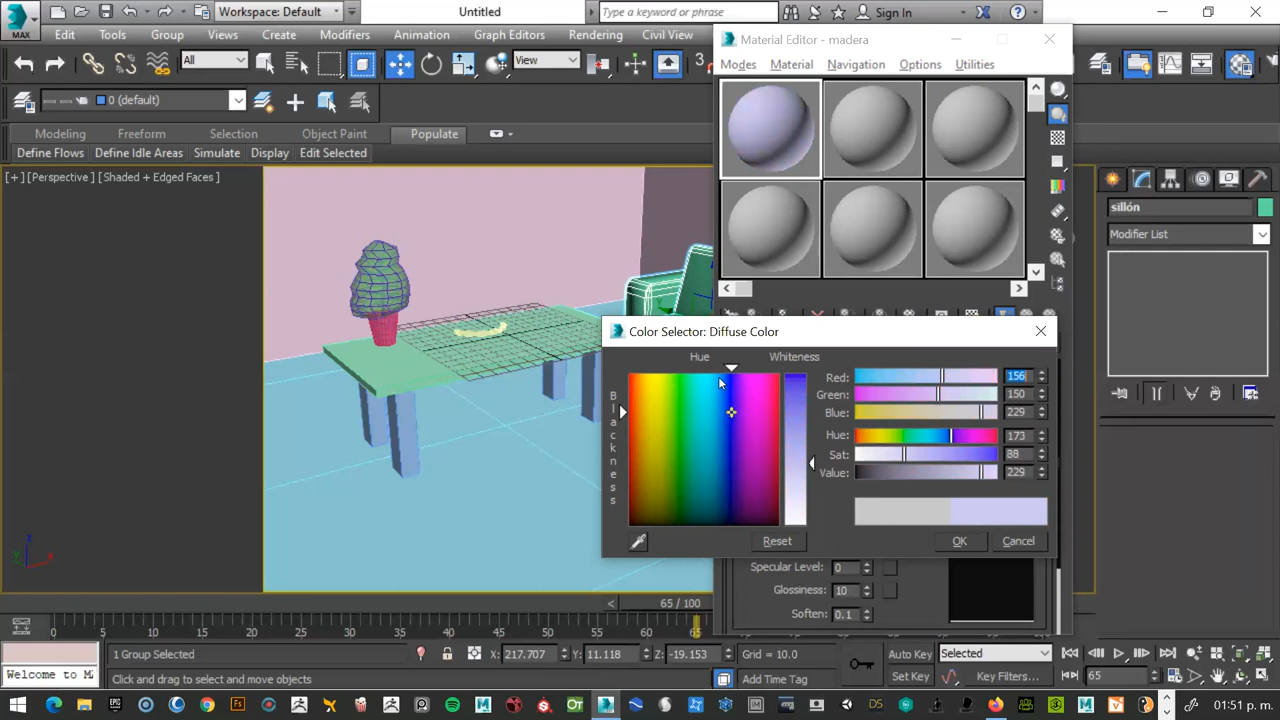 MAX
Workspace: Default
Untitled
Type a keyword or phrase
Sign In
Edit Tools Group Views Create Modifiers Animation Graph Editors Rendering Civil View
All
View
0 (default)
Modeling Freeform Selection Object Paint Populate
Define Flows Define Idle Areas Simulate Display Edit Selected
[+] [Perspective] [Shaded + Edged Faces]
Material Editor - madera
Modes Material Navigation Options Utilities
sillón
Modifier List
Color Selector: Diffuse Color
Hue Whiteness
Blackness
Red: 156
Green: 150
Blue: 229
Hue: 173
Sat: 88
Value: 229
Reset OK Cancel
Specular Level: 0
Glossiness: 10
Soften: 0.1
65 / 100
0 5 10 15 20 25 30 35 40 45 50 55 60 65
1 Group Selected
X: 217.707 Y: 11.118 Z: -19.153 Grid = 10.0
Auto Key Selected
Welcome to M
Click and drag to select and move objects
Add Time Tag
Set Key Key Filters...
65
01:51 p. m.